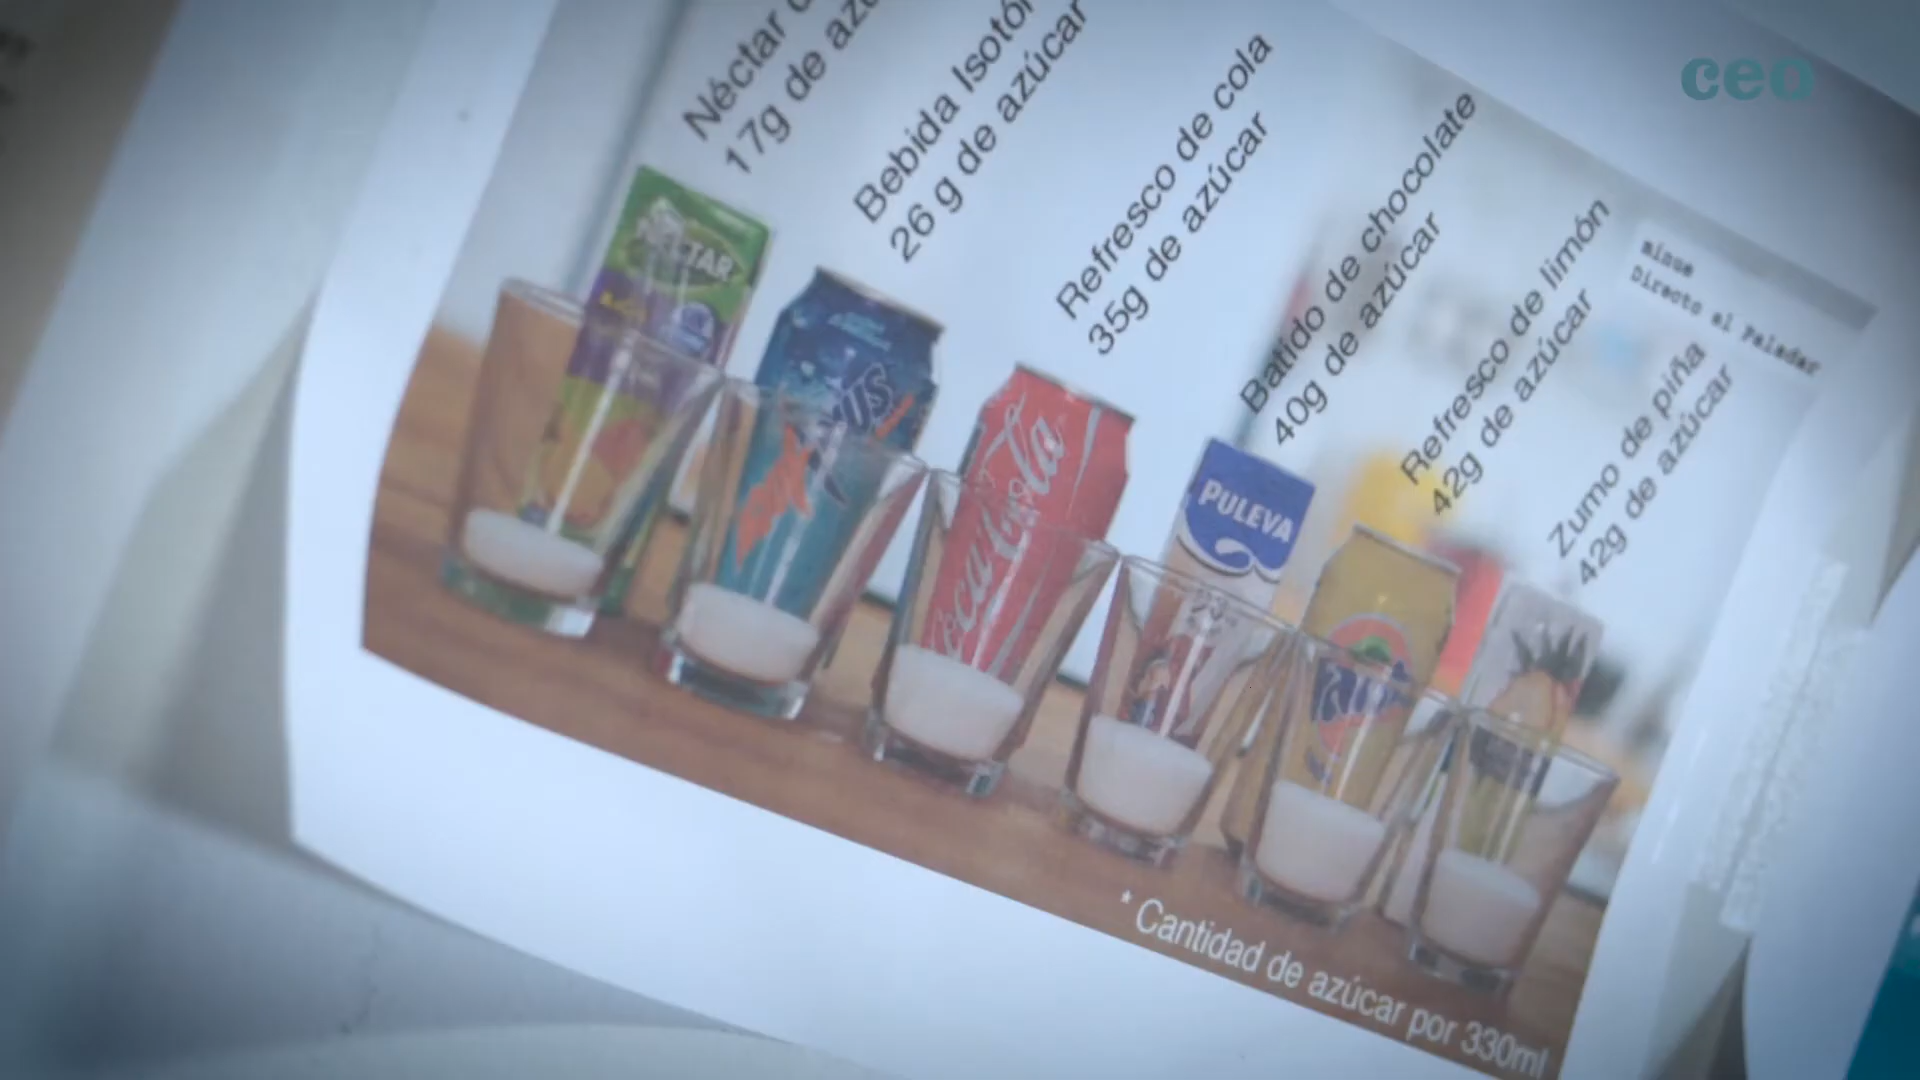 ceo
Néctar
17g de
Bebida
26 g de azúcar
Refresco de cola
35g de azúcar
Batido de chocolate
40g de azúcar
Refresco de limón
42g de azúcar
minue
Directo al Paladar
Zumo de piña
42g de azúcar
NECTAR
Coca-Cola
PULEVA
* Cantidad de azúcar por 330ml